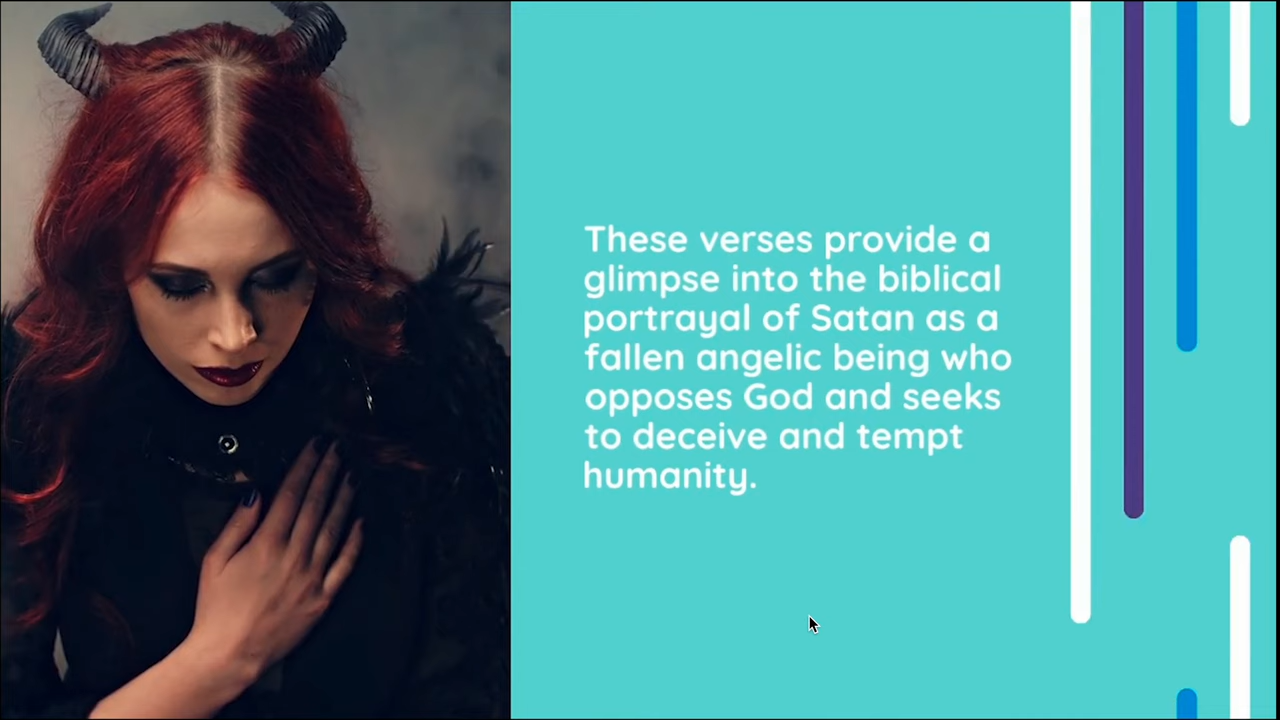 These verses provide a
glimpse into the biblical
portrayal of Satan as a
fallen angelic being who
opposes God and seeks
to deceive and tempt
humanity.